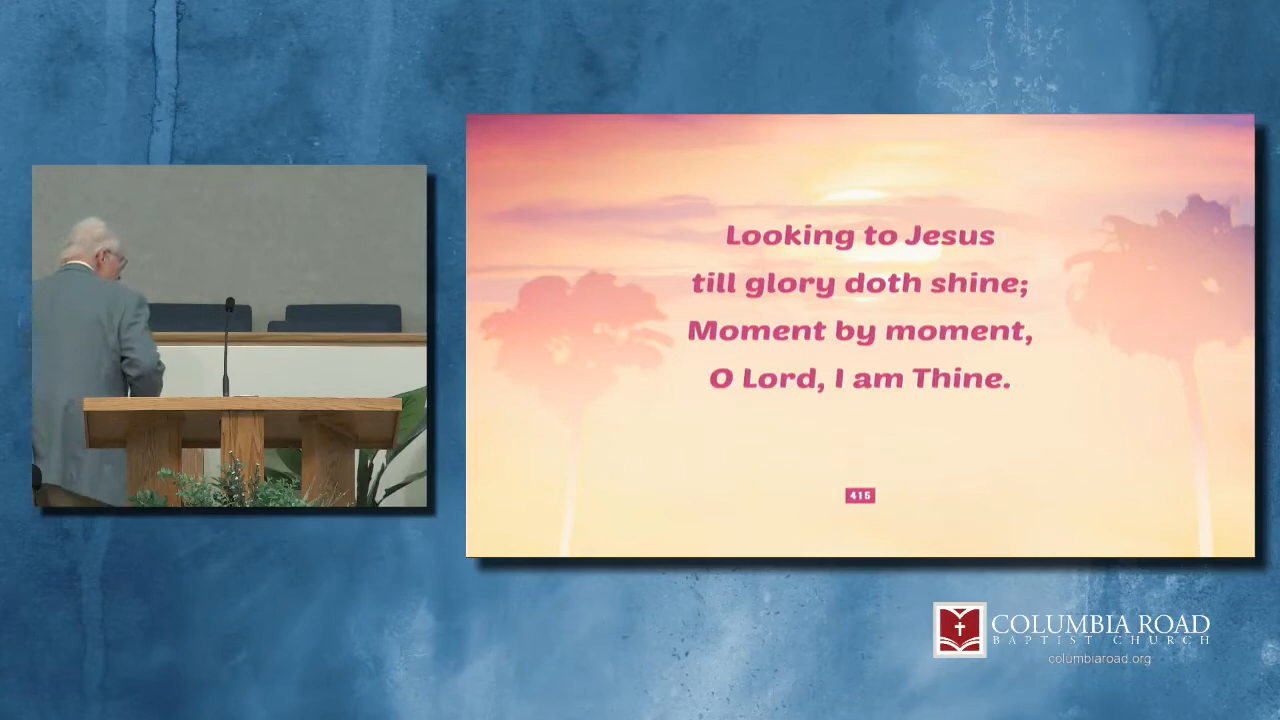 Looking to Jesus
till glory doth shine;
Moment by moment,
O Lord, I am Thine.
415
COLUMBIA ROAD
BAPTIST CHURCH
columbiaroad.org